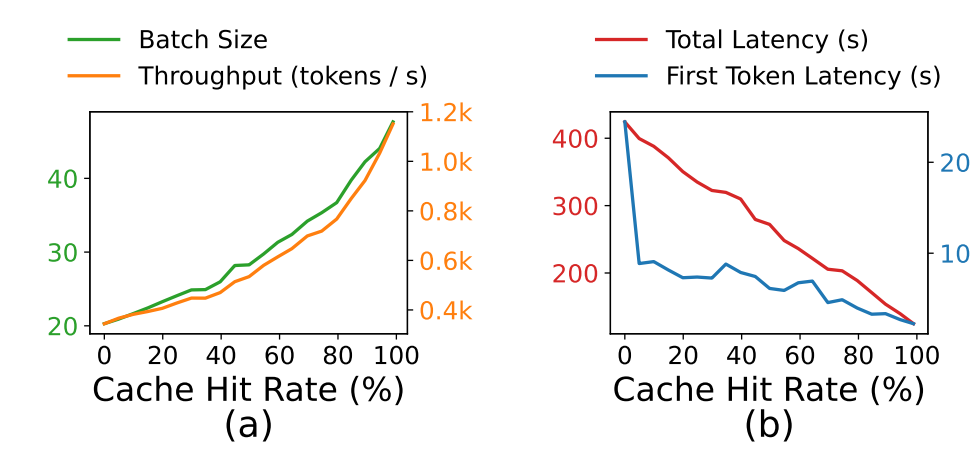 Batch Size
Throughput (tokens / s)
1.2k
1.0k
0.8k
0.6k
0.4k
40
30
20
0 20 40 60 80 100
Cache Hit Rate (%)
(a)
Total Latency (s)
First Token Latency (s)
400
300
200
20
10
0 20 40 60 80 100
Cache Hit Rate (%)
(b)